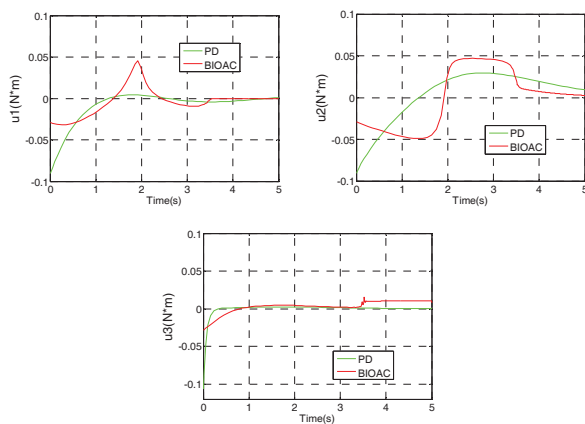 0.1
0.05
0
-0.05
-0.1
u1(N*m)
PD
BIOAC
0 1 2 3 4 5
Time(s)
0.1
0.05
0
-0.05
-0.1
u2(N*m)
PD
BIOAC
0 1 2 3 4 5
Time(s)
0.1
0.05
0
-0.05
-0.1
u3(N*m)
PD
BIOAC
0 1 2 3 4 5
Time(s)